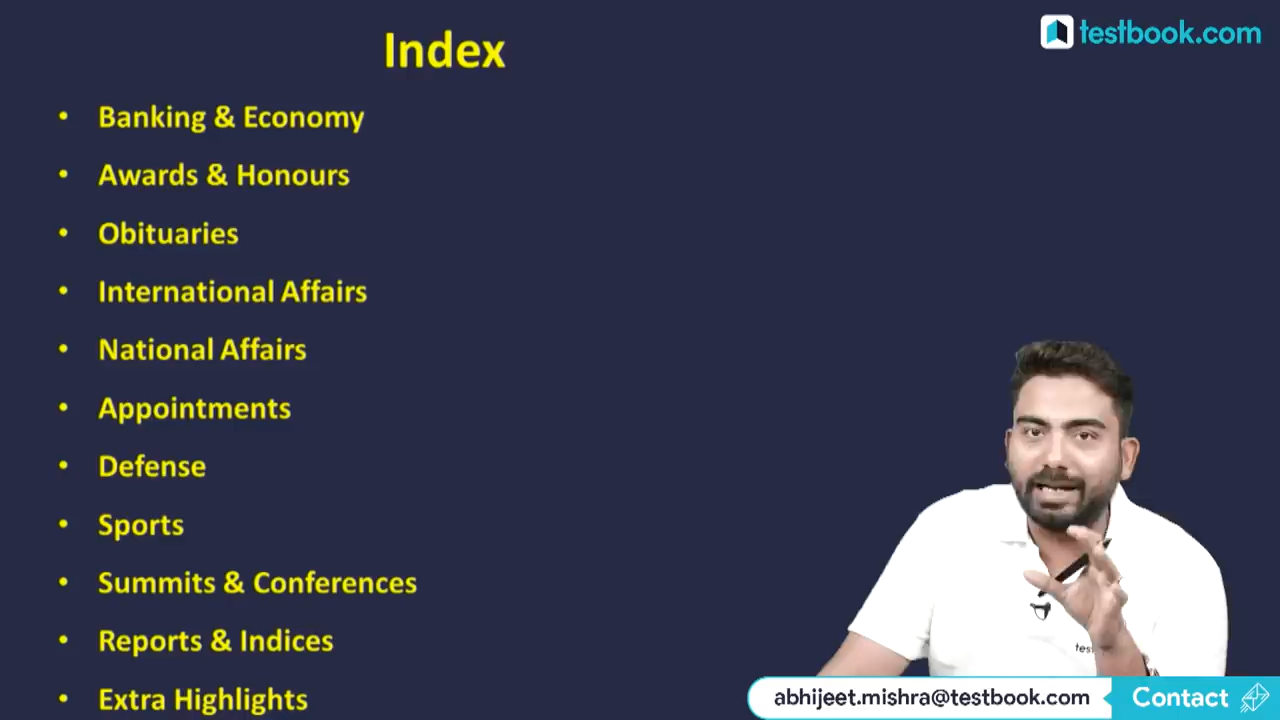 Index
testbook.com
• Banking & Economy
• Awards & Honours
• Obituaries
• International Affairs
• National Affairs
• Appointments
• Defense
• Sports
• Summits & Conferences
• Reports & Indices
• Extra Highlights
test
abhijeet.mishra@testbook.com
Contact